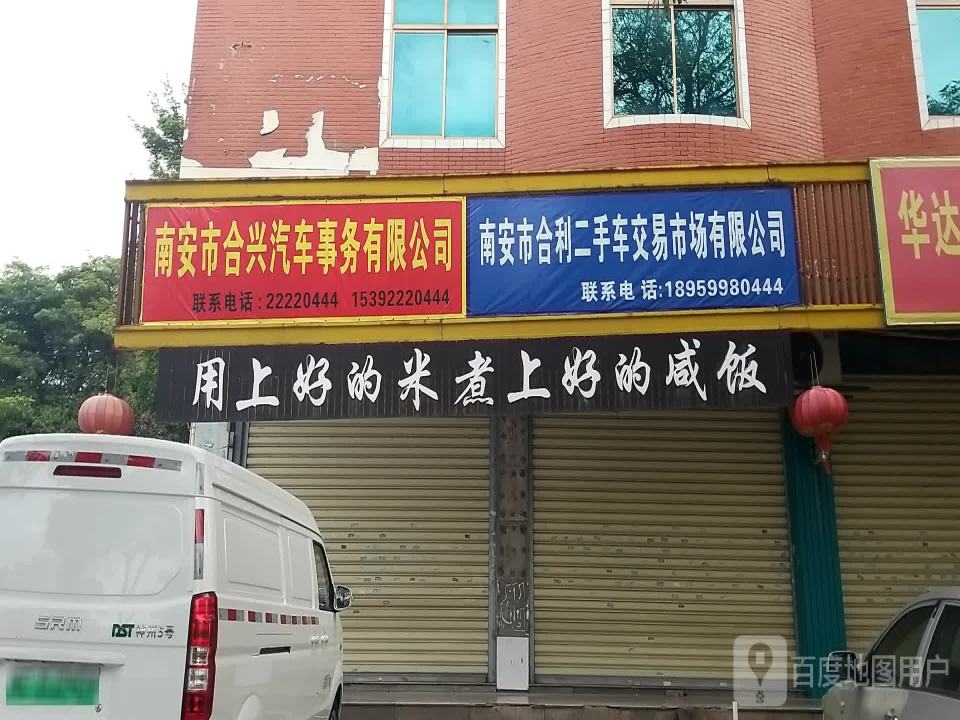 南安市合兴汽车事务有限公司
联系电话：22220444 15392220444
南安市合利二手车交易市场有限公司
联系电话:18959980444
华达
用上好的米煮上好的咸饭
SRM
DST 神州5号
百度地图用户